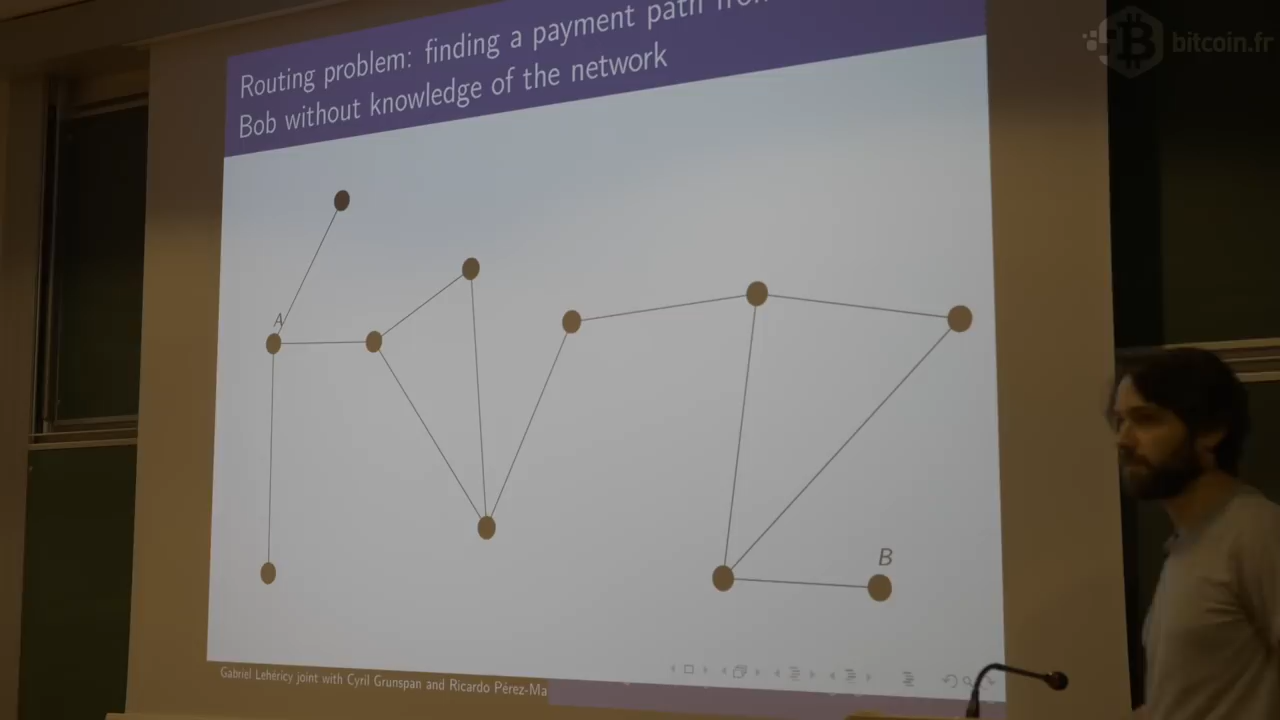 Routing problem: finding a payment path from
Bob without knowledge of the network
A
B
Gabriel Lehéricy joint with Cyril Grunspan and Ricardo Pérez-Ma
bitcoin.fr